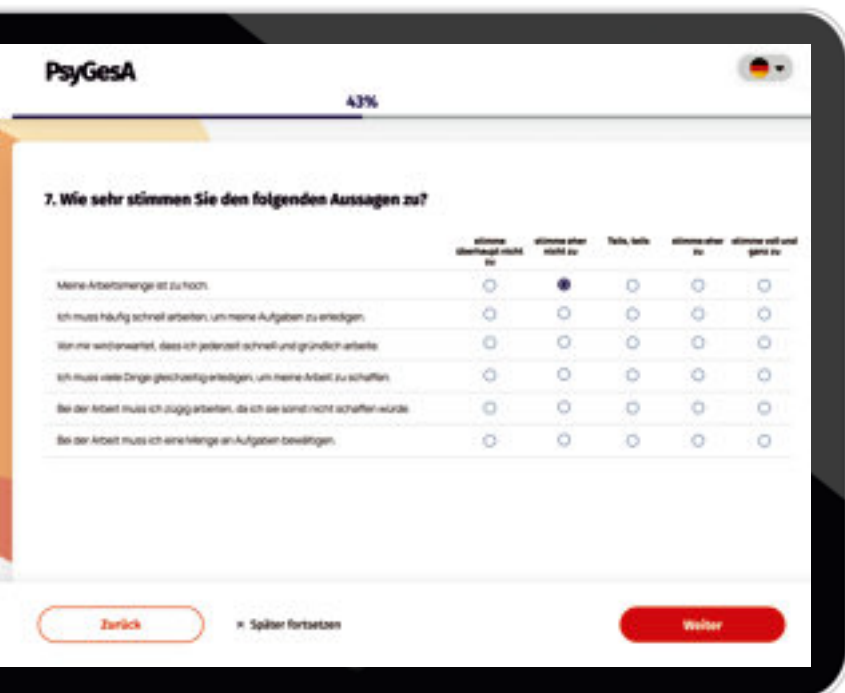 PsyGesA
43%
7. Wie sehr stimmen Sie den folgenden Aussagen zu?
stimme überhaupt nicht zu
stimme eher nicht zu
Teils, teils
stimme eher zu
stimme voll und ganz zu
Meine Arbeitsmenge ist zu hoch.
Ich muss häufig schnell arbeiten, um meine Aufgaben zu erledigen.
Von mir wird erwartet, dass ich jederzeit schnell und gründlich arbeite.
Ich muss viele Dinge gleichzeitig erledigen, um meine Arbeit zu schaffen.
Bei der Arbeit muss ich zügig arbeiten, da ich sie sonst nicht schaffen würde.
Bei der Arbeit muss ich eine Menge an Aufgaben bewältigen.
Zurück
× Später fortsetzen
Weiter